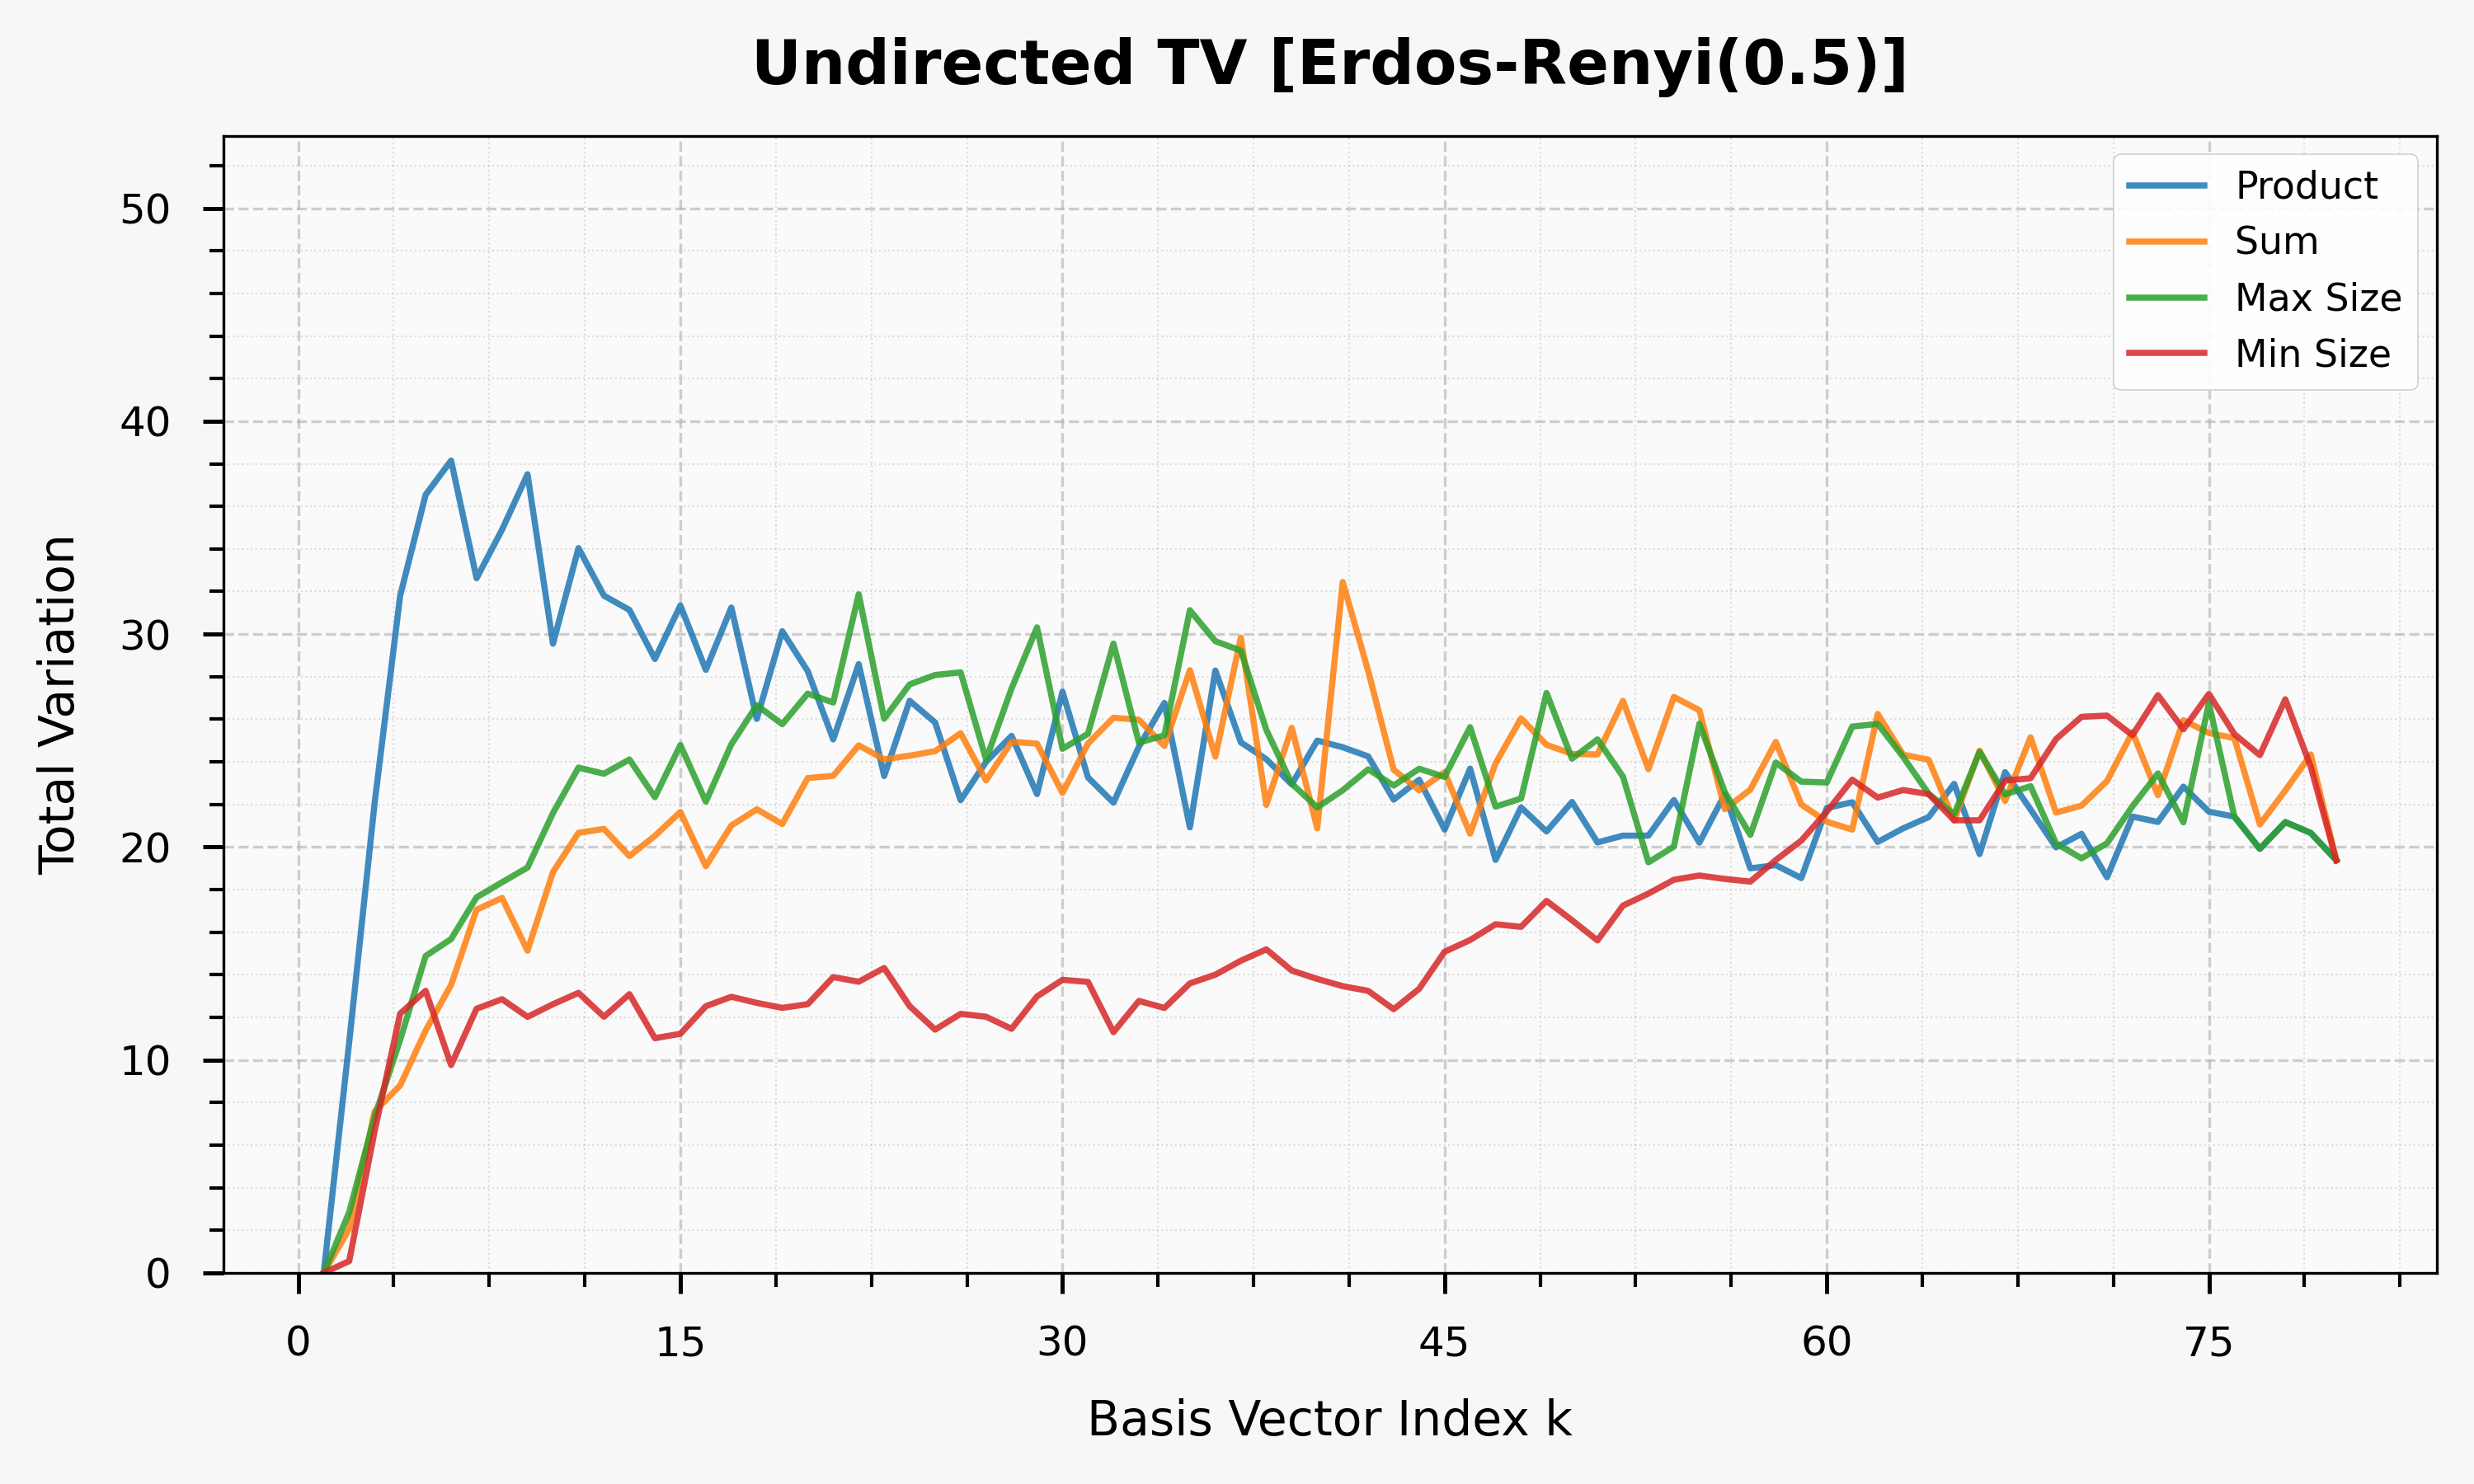 Undirected TV [Erdos-Renyi(0.5)]
Product
Sum
Max Size
Min Size
50
40
30
20
10
0
Total Variation
0 15 30 45 60 75
Basis Vector Index k